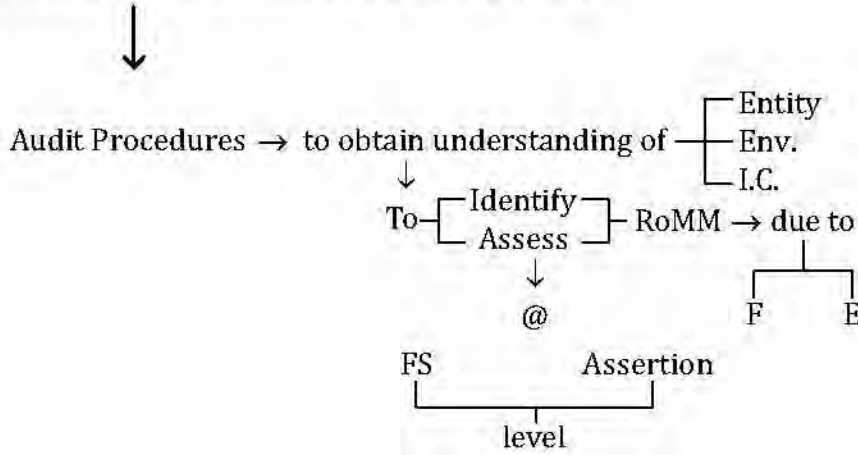 Entity
Audit Procedures → to obtain understanding of Env.
I.C.
↓
To Identify RoMM → due to
Assess
↓
@ F E
FS Assertion
level